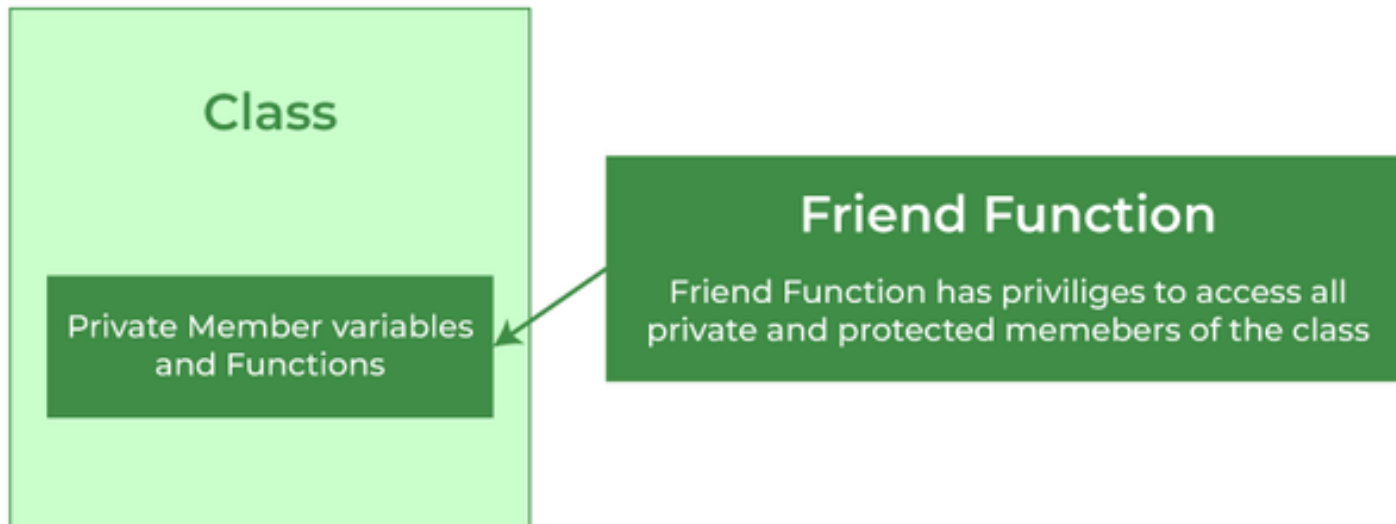 Class
Private Member variables
and Functions
Friend Function
Friend Function has priviliges to access all
private and protected memebers of the class